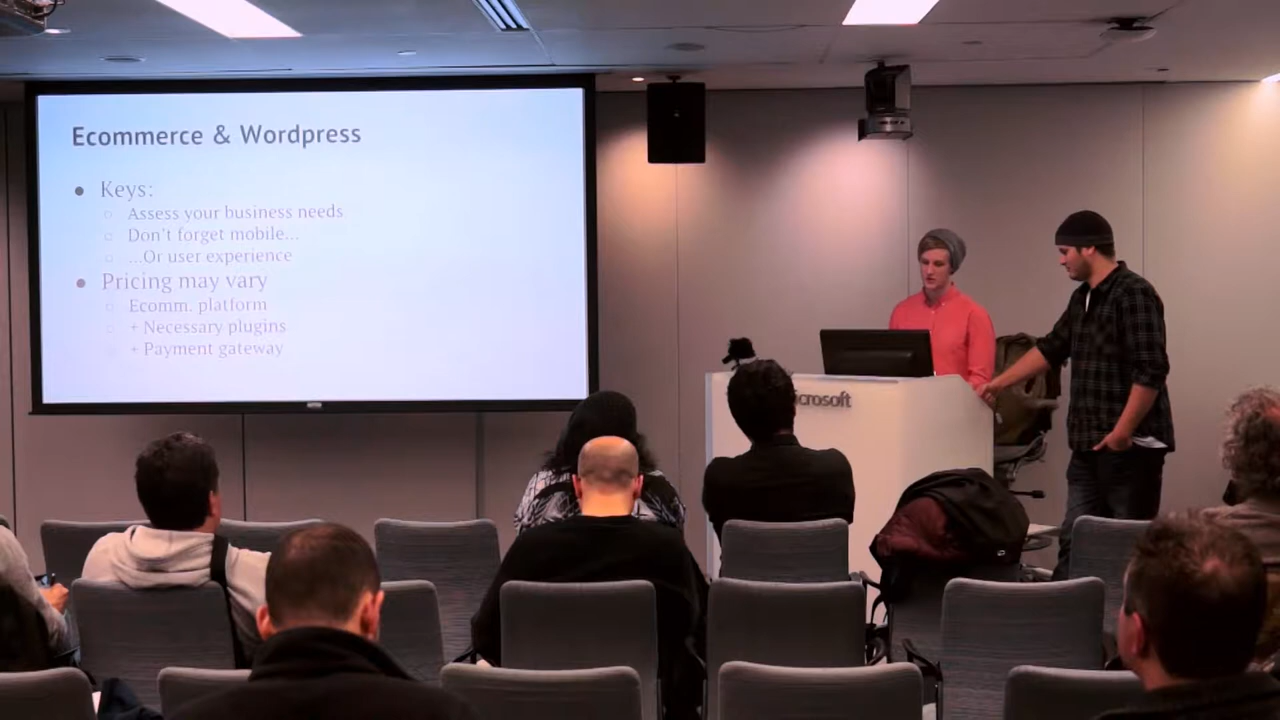 Ecommerce & Wordpress
● Keys:
○ Assess your business needs
○ Don't forget mobile...
○ ...Or user experience
● Pricing may vary
○ Ecomm. platform
○ + Necessary plugins
○ + Payment gateway
icrosoft